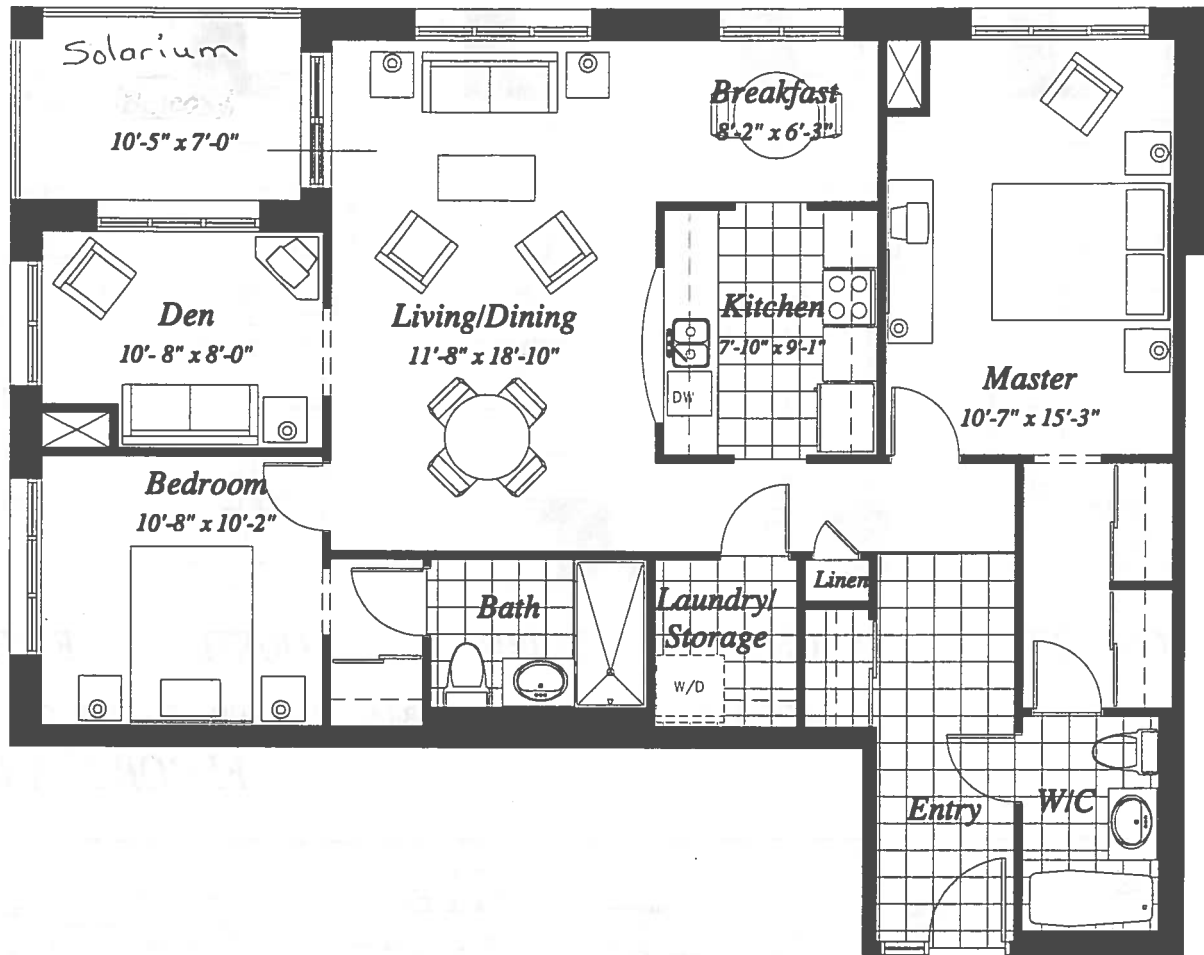 Solarium
10'-5" x 7'-0"
Breakfast
8'-2" x 6'-3"
Den
10'- 8" x 8'-0"
Living/Dining
11'-8" x 18'-10"
Kitchen
7'-10" x 9'-1"
DW
Master
10'-7" x 15'-3"
Bedroom
10'-8" x 10'-2"
Bath
Laundry/
Storage
W/D
Linen
Entry
W/C